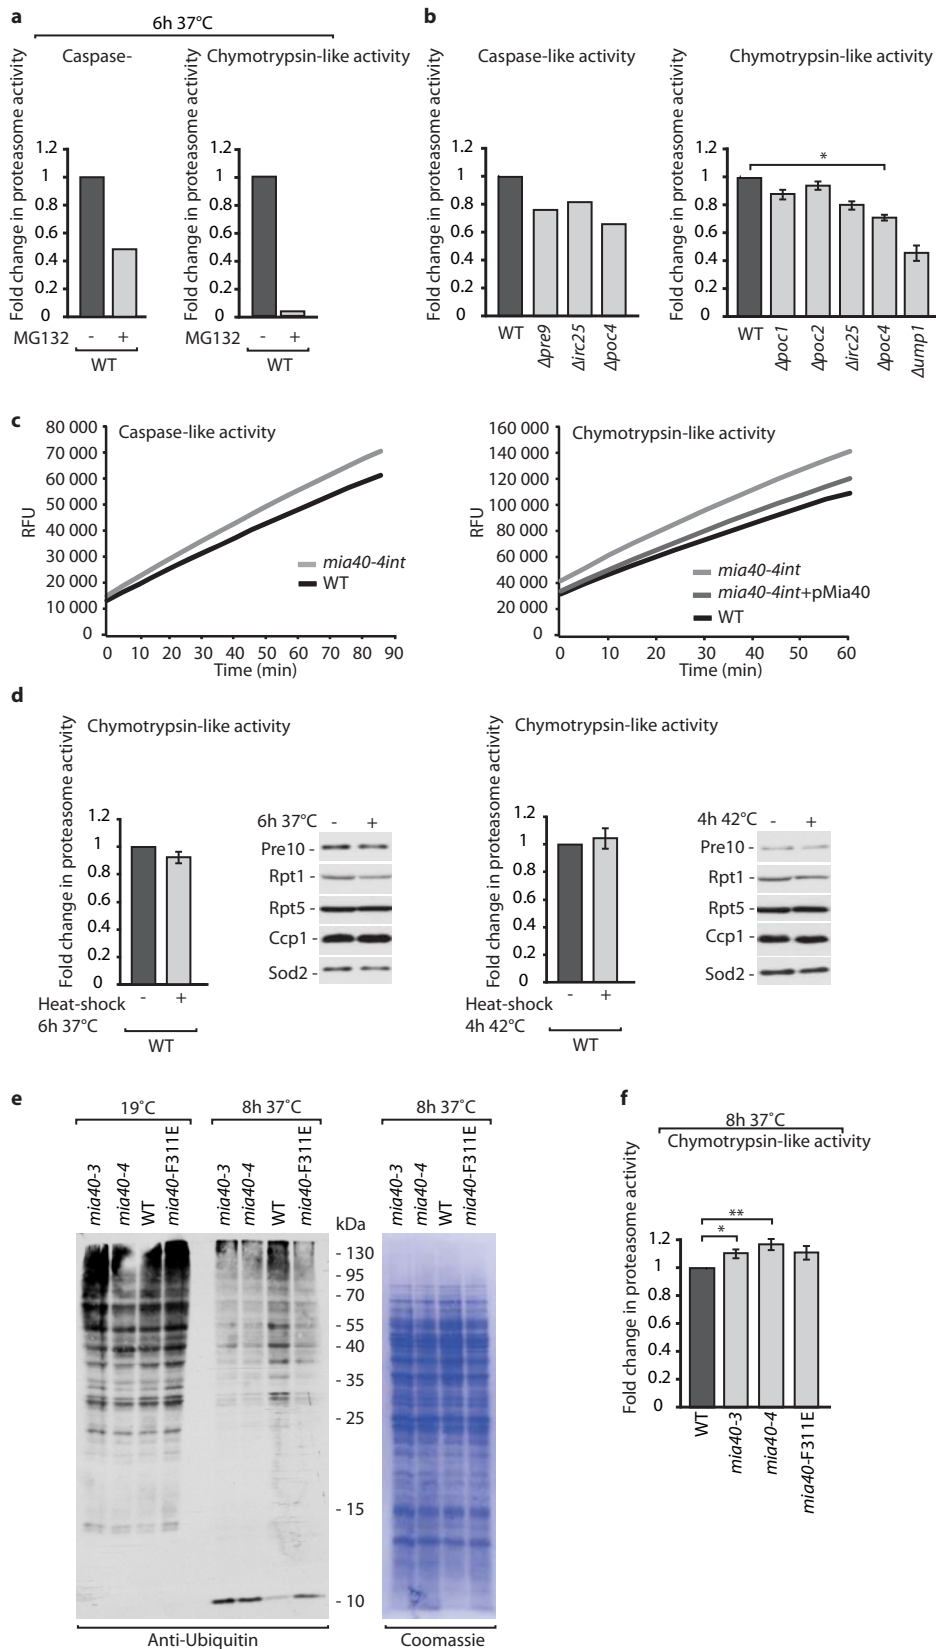 a
6h 37°C
Caspase-
Chymotrypsin-like activity
Fold change in proteasome activity
1.2
1
0.8
0.6
0.4
0.2
0
MG132 - +
WT
Fold change in proteasome activity
1.2
1
0.8
0.6
0.4
0.2
0
MG132 - +
WT
b
Caspase-like activity
Fold change in proteasome activity
1.2
1
0.8
0.6
0.4
0.2
0
WT
Δpre9
Δirc25
Δpoc4
Chymotrypsin-like activity
Fold change in proteasome activity
*
1.2
1
0.8
0.6
0.4
0.2
0
WT
Δpoc1
Δpoc2
Δirc25
Δpoc4
Δump1
c
Caspase-like activity
RFU
80 000
70 000
60 000
50 000
40 000
30 000
20 000
10 000
0
mia40-4int
WT
0 10 20 30 40 50 60 70 80 90
Time (min)
Chymotrypsin-like activity
RFU
160 000
140 000
120 000
100 000
80 000
60 000
40 000
20 000
0
mia40-4int
mia40-4int+pMia40
WT
0 10 20 30 40 50 60
Time (min)
d
Chymotrypsin-like activity
Fold change in proteasome activity
1.2
1
0.8
0.6
0.4
0.2
0
Heat-shock - +
6h 37°C
WT
6h 37°C - +
Pre10 -
Rpt1 -
Rpt5 -
Ccp1 -
Sod2 -
Chymotrypsin-like activity
Fold change in proteasome activity
1.2
1
0.8
0.6
0.4
0.2
0
Heat-shock - +
4h 42°C
WT
4h 42°C - +
Pre10 -
Rpt1 -
Rpt5 -
Ccp1 -
Sod2 -
e
19°C
8h 37°C
8h 37°C
mia40-3
mia40-4
WT
mia40-F311E
mia40-3
mia40-4
WT
mia40-F311E
mia40-3
mia40-4
WT
mia40-F311E
kDa
- 130
- 95
- 70
- 55
- 40
- 35
- 25
- 15
- 10
Anti-Ubiquitin
Coomassie
f
8h 37°C
Chymotrypsin-like activity
Fold change in proteasome activity
**
*
1.2
1
0.8
0.6
0.4
0.2
0
WT
mia40-3
mia40-4
mia40-F311E